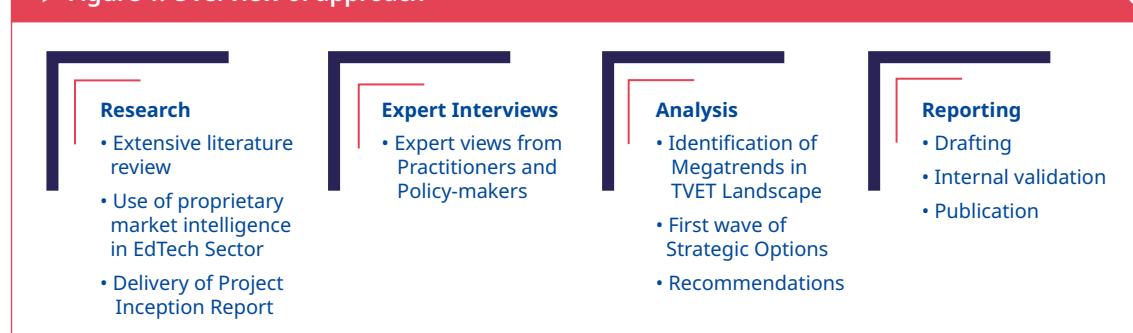 Research
• Extensive literature
review
• Use of proprietary
market intelligence
in EdTech Sector
• Delivery of Project
Inception Report
Expert Interviews
• Expert views from
Practitioners and
Policy-makers
Analysis
• Identification of
Megatrends in
TVET Landscape
• First wave of
Strategic Options
• Recommendations
Reporting
• Drafting
• Internal validation
• Publication